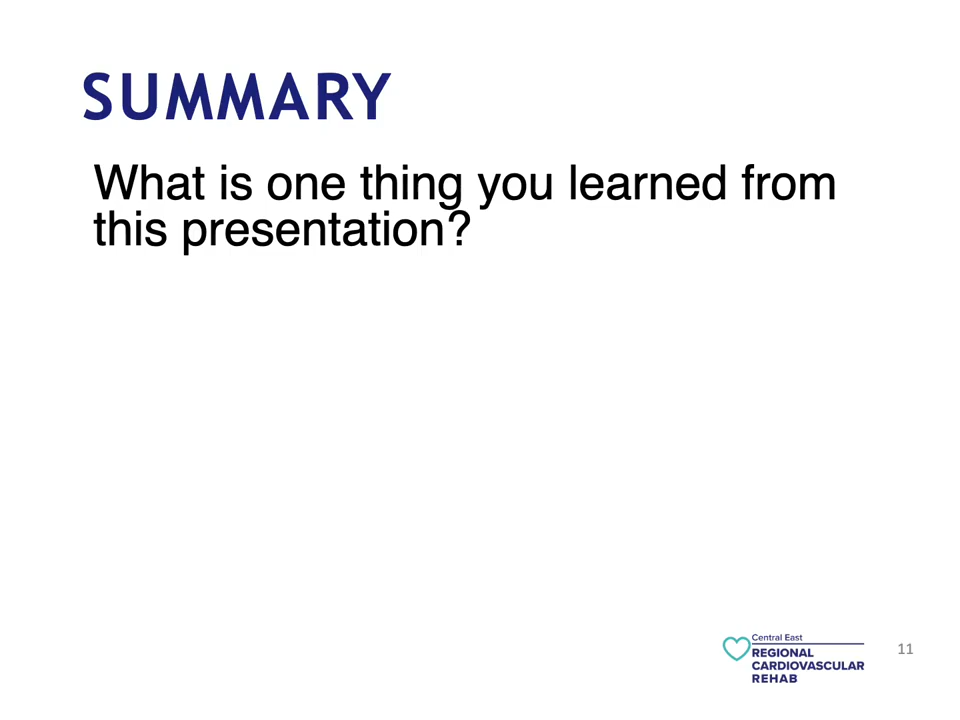 SUMMARY
What is one thing you learned from
this presentation?
Central East
REGIONAL
CARDIOVASCULAR
REHAB
11